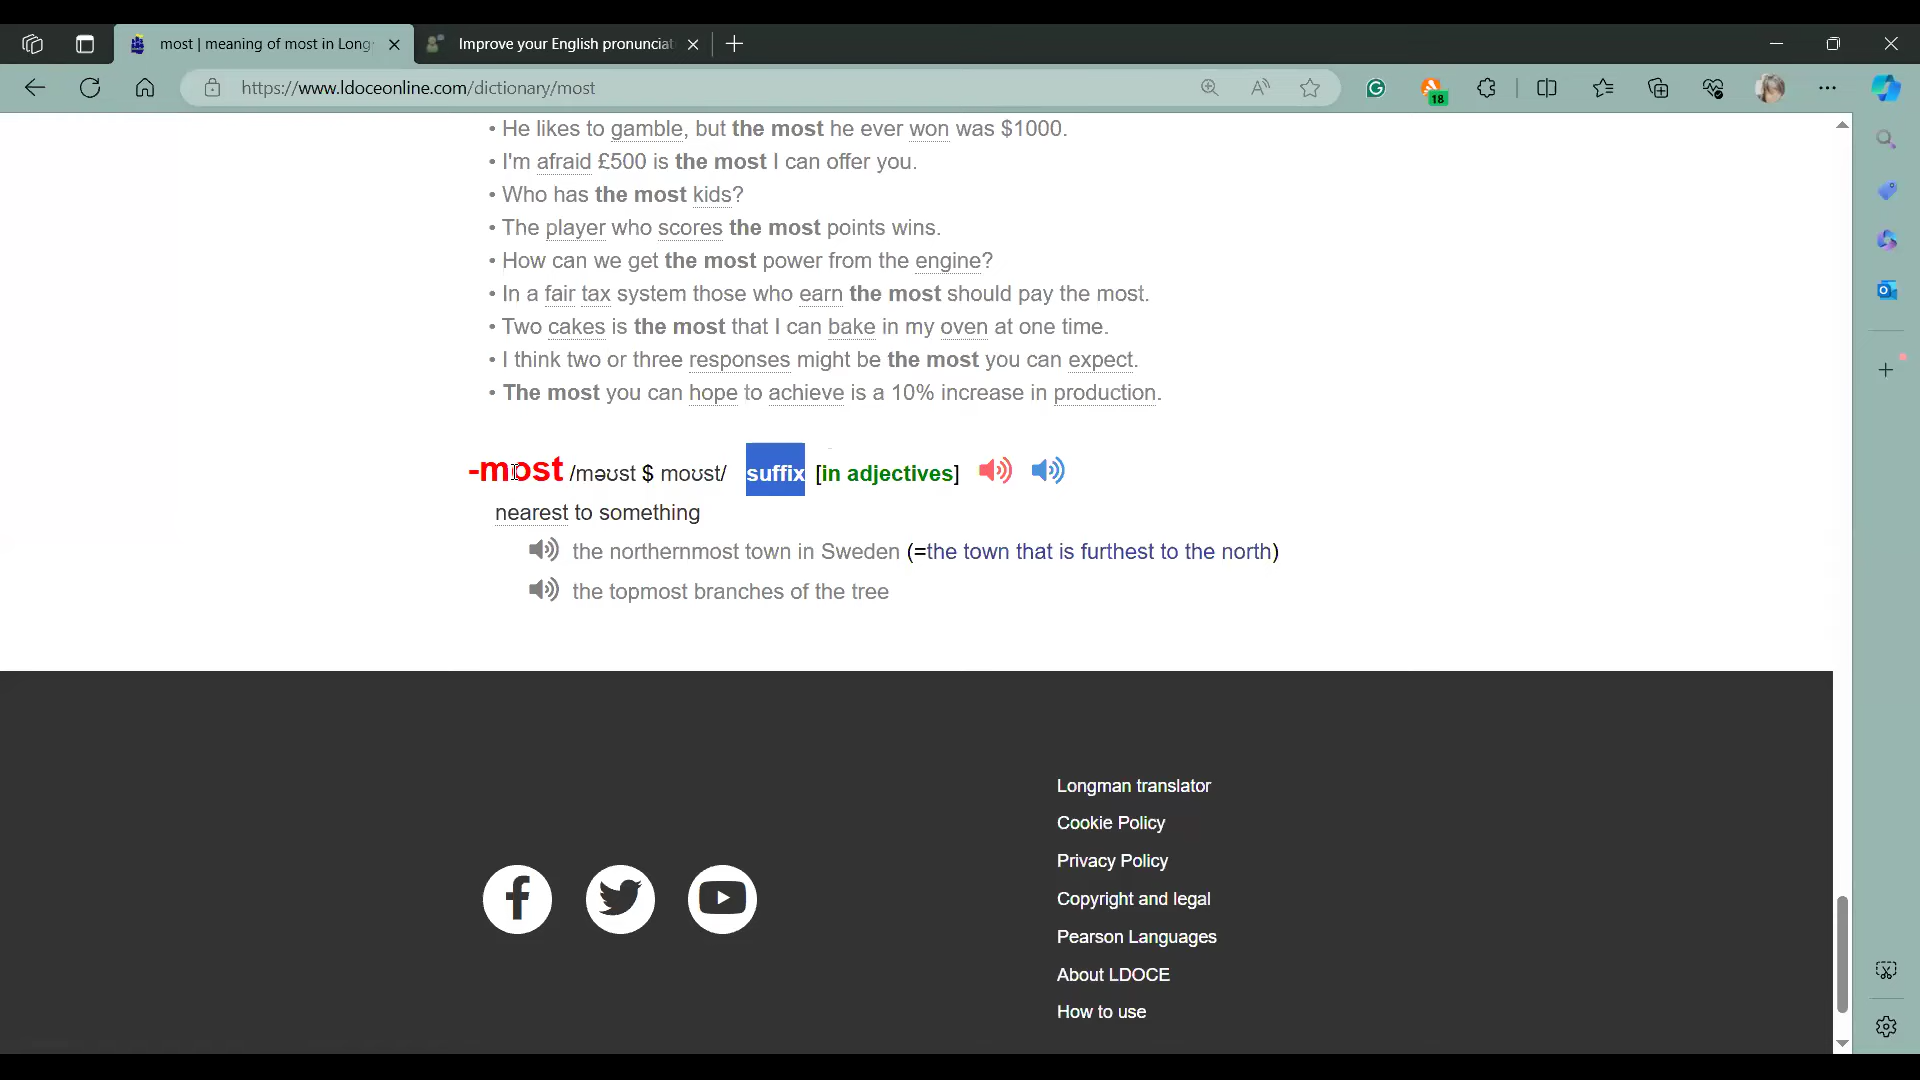 most | meaning of most in Long
Improve your English pronunciat
https://www.ldoceonline.com/dictionary/most
18
• He likes to gamble, but the most he ever won was $1000.
• I'm afraid £500 is the most I can offer you.
• Who has the most kids?
• The player who scores the most points wins.
• How can we get the most power from the engine?
• In a fair tax system those who earn the most should pay the most.
• Two cakes is the most that I can bake in my oven at one time.
• I think two or three responses might be the most you can expect.
• The most you can hope to achieve is a 10% increase in production.
-most /məʊst $ moʊst/ suffix [in adjectives]
nearest to something
the northernmost town in Sweden (=the town that is furthest to the north)
the topmost branches of the tree
Longman translator
Cookie Policy
Privacy Policy
Copyright and legal
Pearson Languages
About LDOCE
How to use